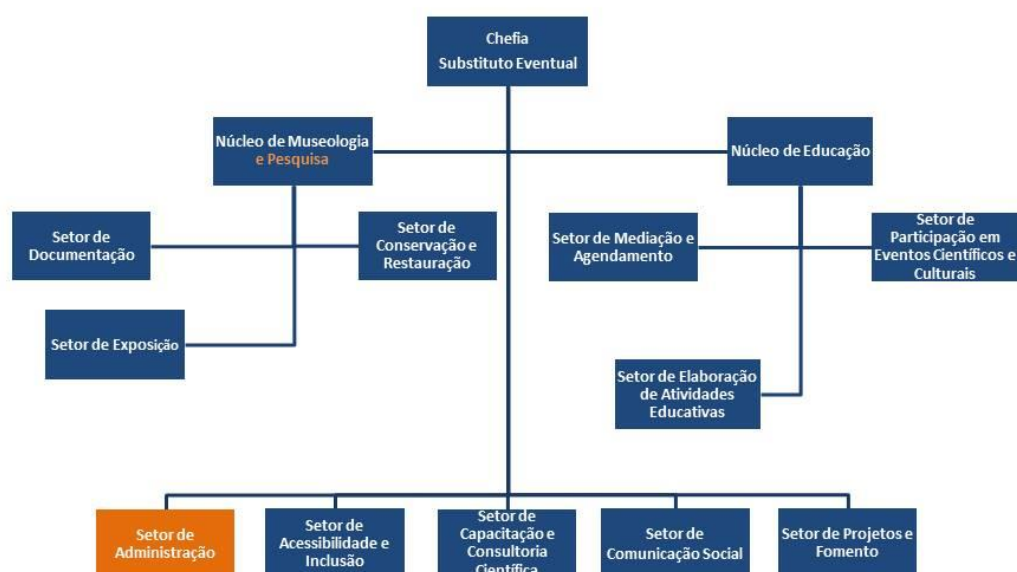 Chefia
Substituto Eventual
Núcleo de Museologia
e Pesquisa
Núcleo de Educação
Setor de
Documentação
Setor de
Conservação e
Restauração
Setor de Mediação e
Agendamento
Setor de
Participação em
Eventos Científicos e
Culturais
Setor de Exposição
Setor de Elaboração
de Atividades
Educativas
Setor de
Administração
Setor de
Acessibilidade e
Inclusão
Setor de
Capacitação e
Consultoria
Científica
Setor de
Comunicação Social
Setor de Projetos e
Fomento